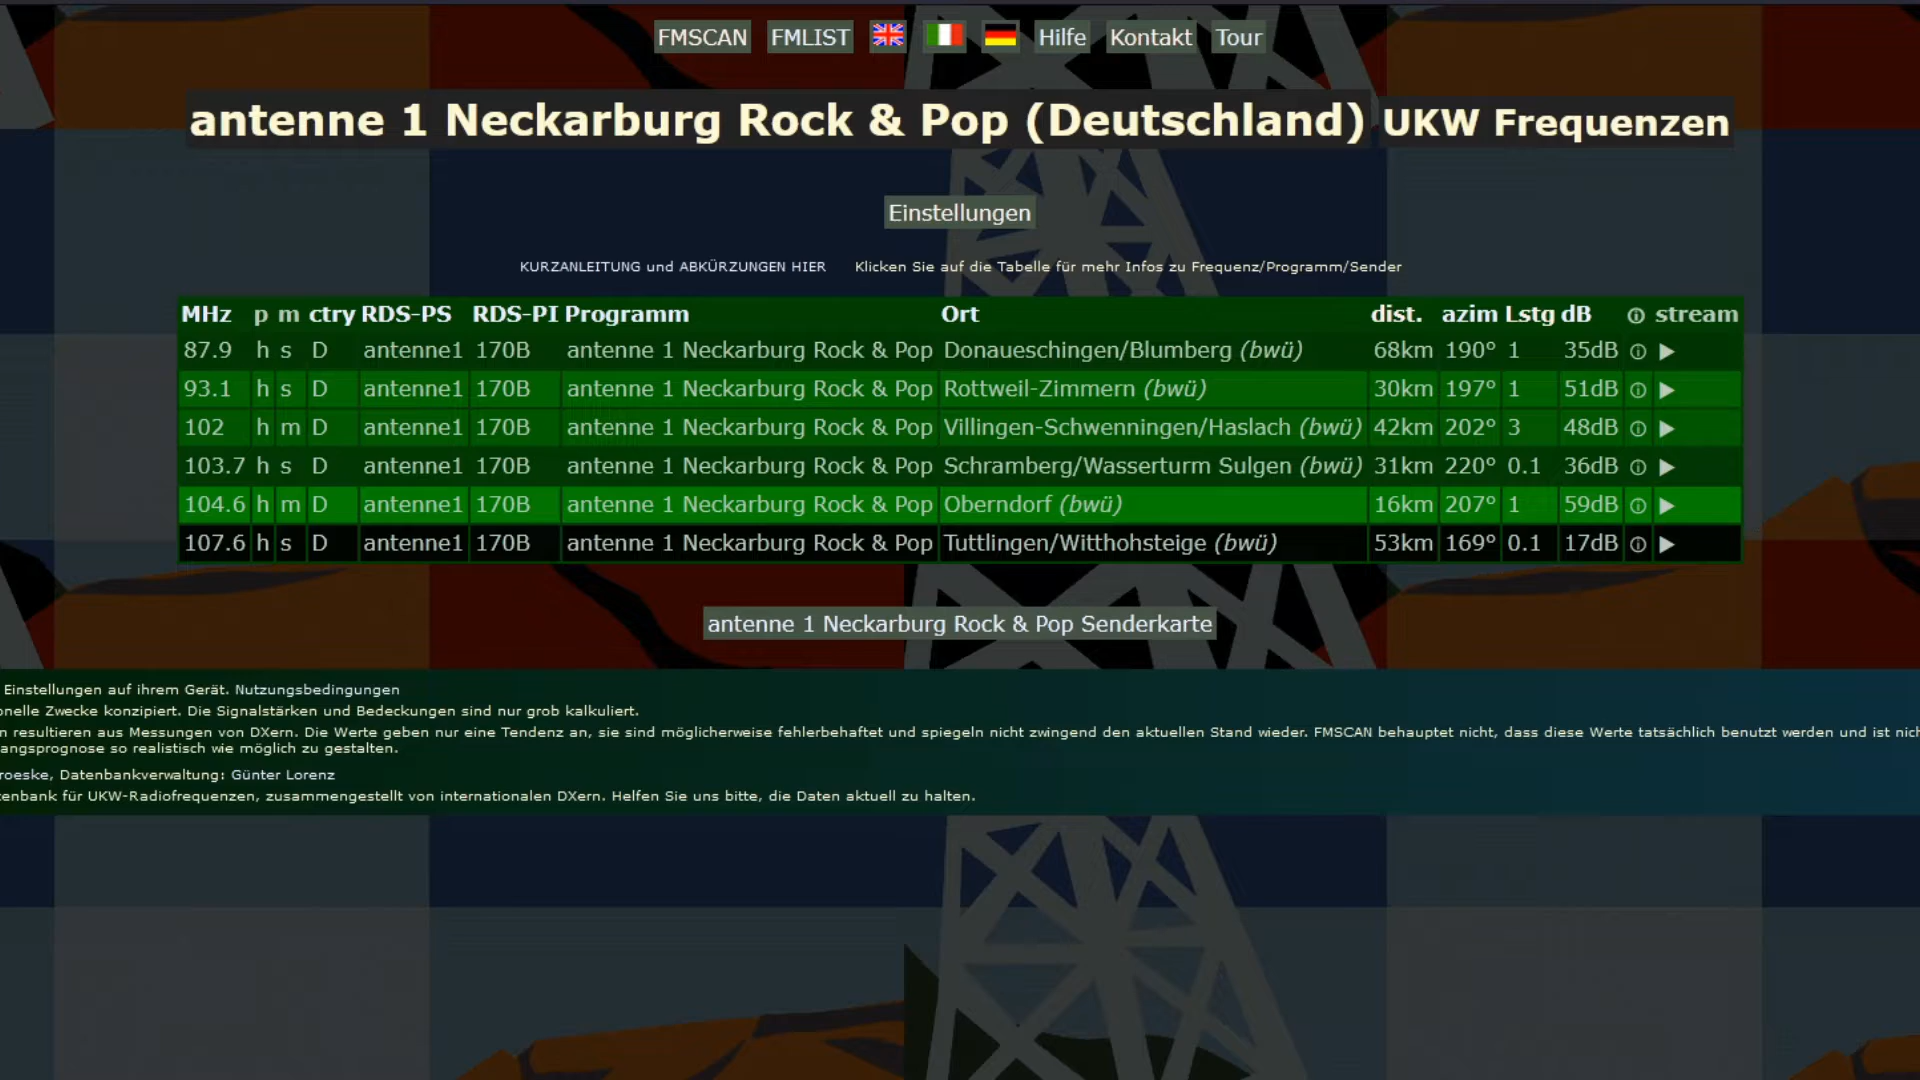 FMSCAN FMLIST Hilfe Kontakt Tour
antenne 1 Neckarburg Rock & Pop (Deutschland) UKW Frequenzen
Einstellungen
KURZANLEITUNG und ABKÜRZUNGEN HIER Klicken Sie auf die Tabelle für mehr Infos zu Frequenz/Programm/Sender
MHz p m ctry RDS-PS RDS-PI Programm Ort dist. azim Lstg dB ⓘ stream
87.9 h s D antenne1 170B antenne 1 Neckarburg Rock & Pop Donaueschingen/Blumberg (bwü) 68km 190° 1 35dB ⓘ ▶
93.1 h s D antenne1 170B antenne 1 Neckarburg Rock & Pop Rottweil-Zimmern (bwü) 30km 197° 1 51dB ⓘ ▶
102 h m D antenne1 170B antenne 1 Neckarburg Rock & Pop Villingen-Schwenningen/Haslach (bwü) 42km 202° 3 48dB ⓘ ▶
103.7 h s D antenne1 170B antenne 1 Neckarburg Rock & Pop Schramberg/Wasserturm Sulgen (bwü) 31km 220° 0.1 36dB ⓘ ▶
104.6 h m D antenne1 170B antenne 1 Neckarburg Rock & Pop Oberndorf (bwü) 16km 207° 1 59dB ⓘ ▶
107.6 h s D antenne1 170B antenne 1 Neckarburg Rock & Pop Tuttlingen/Witthohsteige (bwü) 53km 169° 0.1 17dB ⓘ ▶
antenne 1 Neckarburg Rock & Pop Senderkarte
Einstellungen auf ihrem Gerät. Nutzungsbedingungen
onelle Zwecke konzipiert. Die Signalstärken und Bedeckungen sind nur grob kalkuliert.
n resultieren aus Messungen von DXern. Die Werte geben nur eine Tendenz an, sie sind möglicherweise fehlerbehaftet und spiegeln nicht zwingend den aktuellen Stand wieder. FMSCAN behauptet nicht, dass diese Werte tatsächlich benutzt werden und ist nich
angsprognose so realistisch wie möglich zu gestalten.
roeske, Datenbankverwaltung: Günter Lorenz
enbank für UKW-Radiofrequenzen, zusammengestellt von internationalen DXern. Helfen Sie uns bitte, die Daten aktuell zu halten.